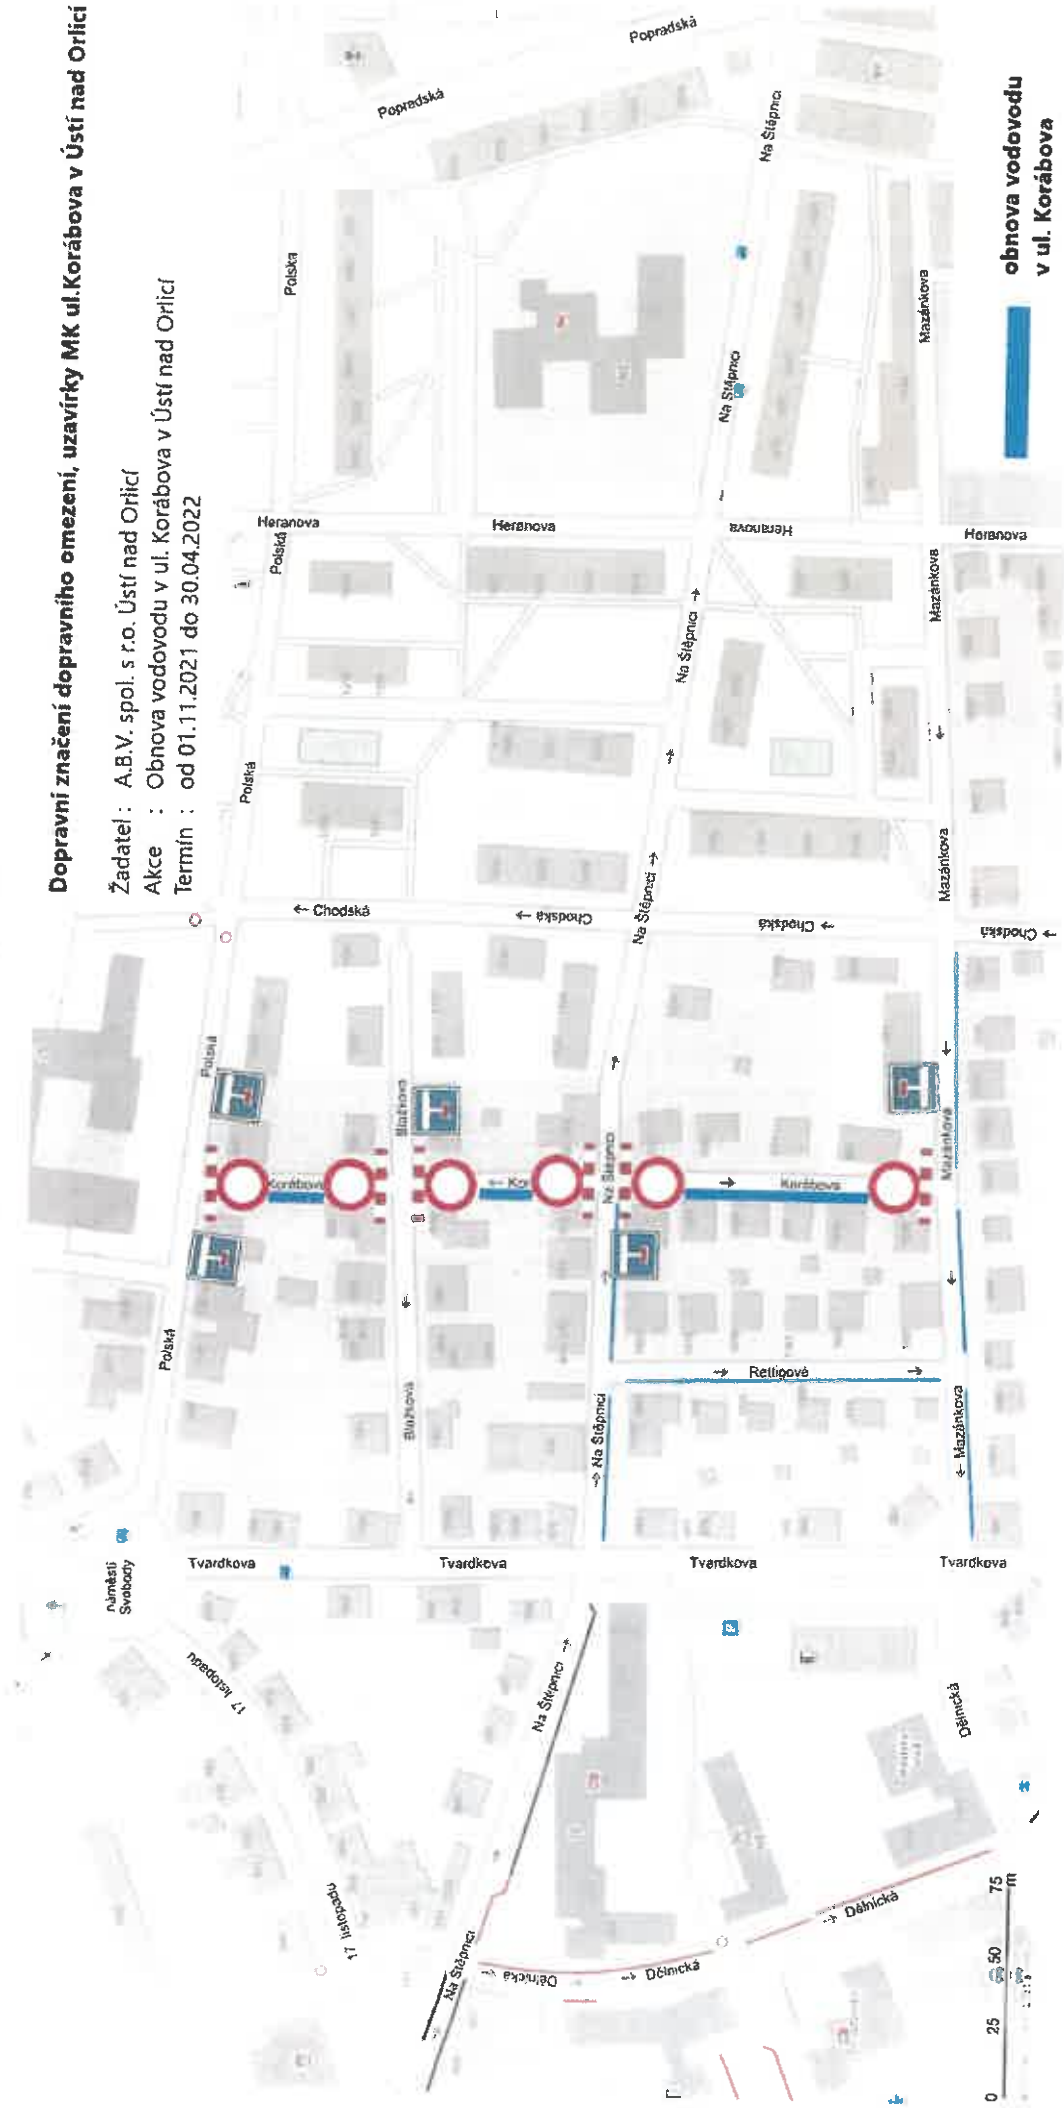 Dopravní značení dopravního omezení, uzavírky MK ul.Korábova v Ústí nad Orlicí
Žadatel : A.B.V. spol. s r.o. Ústí nad Orlicí
Akce : Obnova vodovodu v ul. Korábova v Ústí nad Orlicí
Termín : od 01.11.2021 do 30.04.2022
Popradská
Popradská
Polská
Heranova
Heranova
Heranova
Heranova
Polská
Polská
Polská
Polská
Na Štěpnici
Na Štěpnici
Na Štěpnici
Na Štěpnici
Na Štěpnici
Na Štěpnici
Na Štěpnici
Na Štěpnici
Mazánkova
Mazánkova
Mazánkova
Mazánkova
Mazánkova
← Chodská
Chodská →
Chodská →
Chodská →
Blažkova
Blažkova
Korábova
← Ko
Korábova
Rettigové
Tvardkova
Tvardkova
Tvardkova
Tvardkova
náměstí
Svobody
17 listopadu
17 listopadu
Dělnická
Dělnická
Dělnická
Dělnická
0 25 50 75
m
obnova vodovodu
v ul. Korábova